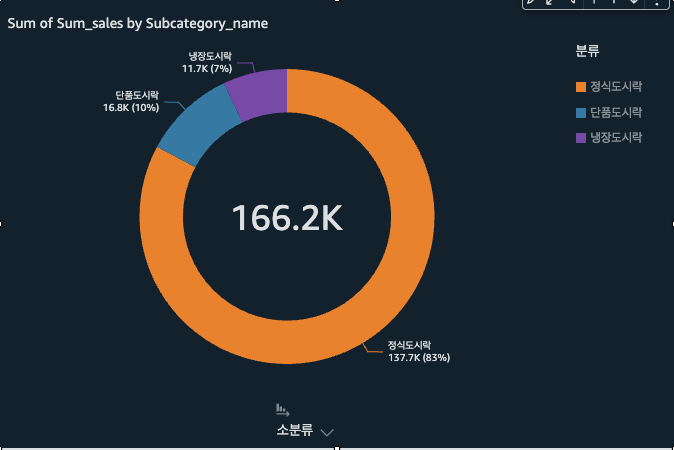 Sum of Sum_sales by Subcategory_name
분류
정식도시락
단품도시락
냉장도시락
냉장도시락
11.7K (7%)
단품도시락
16.8K (10%)
166.2K
정식도시락
137.7K (83%)
소분류